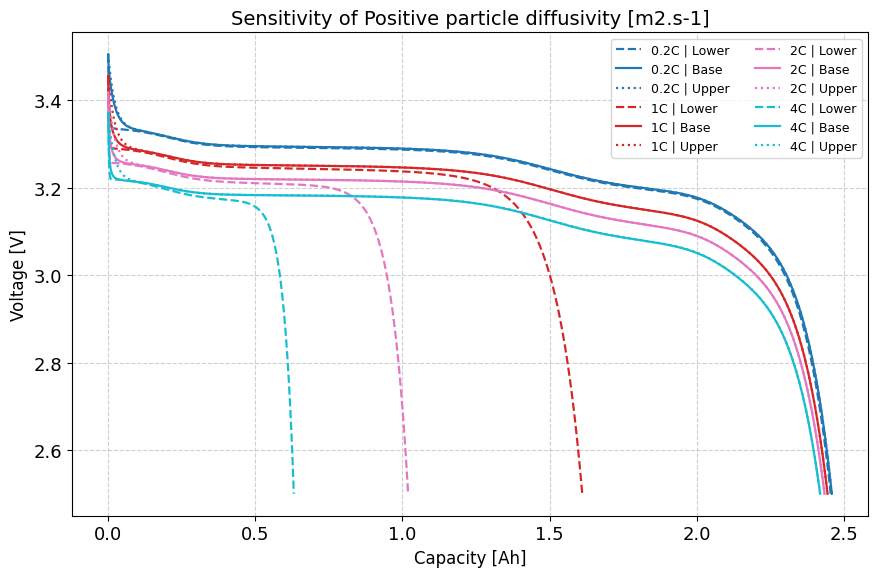 Sensitivity of Positive particle diffusivity [m2.s-1]
0.2C | Lower
0.2C | Base
0.2C | Upper
1C | Lower
1C | Base
1C | Upper
2C | Lower
2C | Base
2C | Upper
4C | Lower
4C | Base
4C | Upper
Voltage [V]
3.4
3.2
3.0
2.8
2.6
0.0
0.5
1.0
1.5
2.0
2.5
Capacity [Ah]